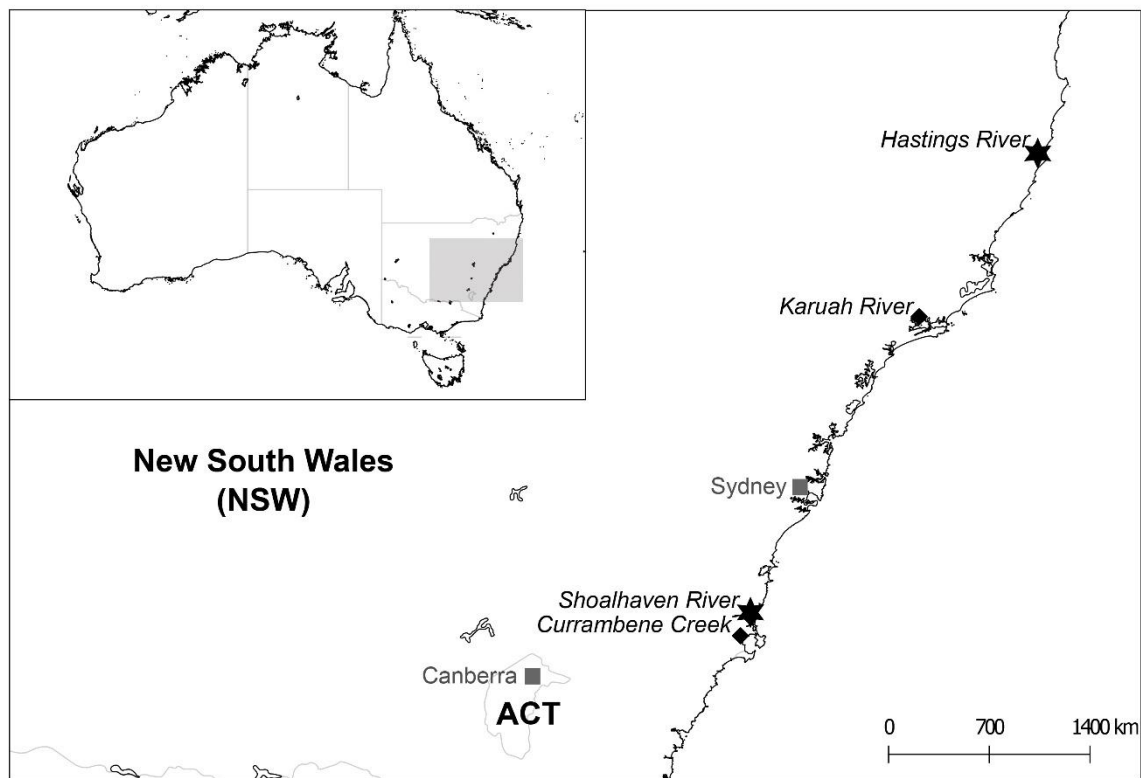 Hastings River
Karuah River
New South Wales
(NSW)
Sydney
Shoalhaven River
Currambene Creek
Canberra
ACT
0 700 1400 km